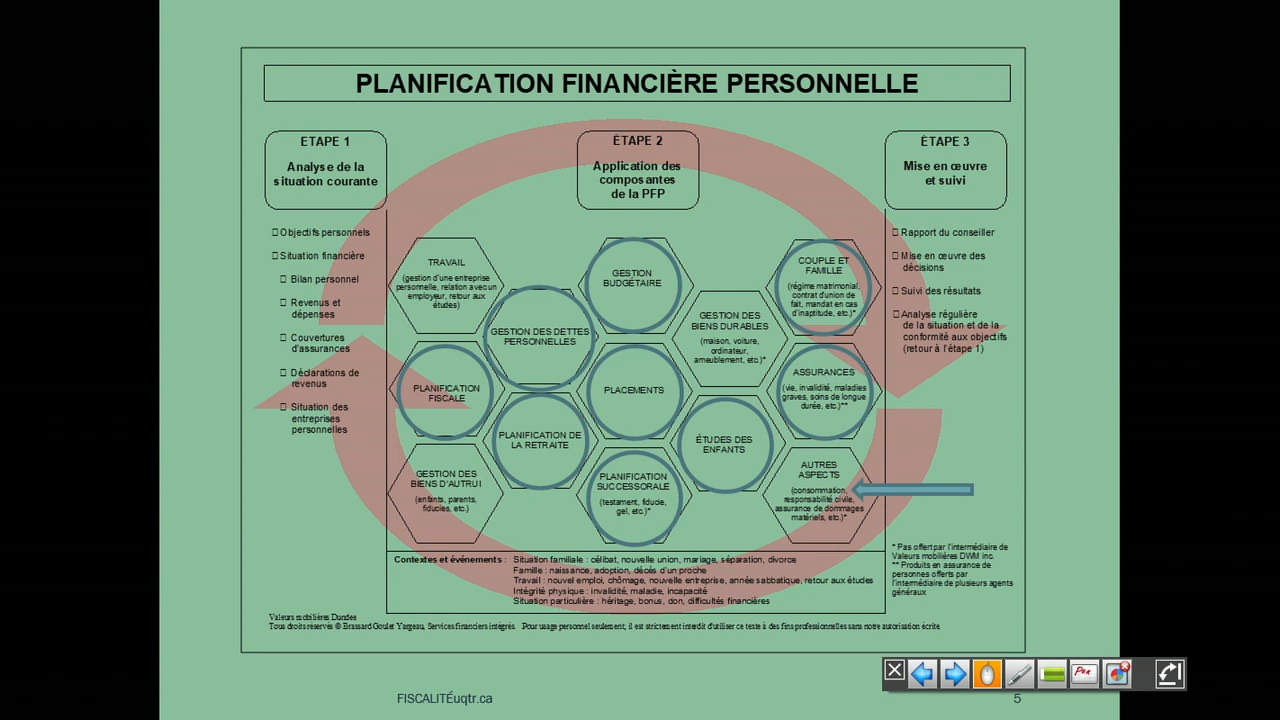 PLANIFICATION FINANCIÈRE PERSONNELLE
ETAPE 1
Analyse de la
situation courante
ÉTAPE 2
Application des
composantes
de la PFP
ÉTAPE 3
Mise en œuvre
et suivi
Objectifs personnels
Situation financière
Bilan personnel
Revenus et
dépenses
Couvertures
d'assurances
Déclarations de
revenus
Situation des
entreprises
personnelles
TRAVAIL
(gestion d'une entreprise
personnelle, relation avec un
employeur, retour aux
études)
GESTION DES DETTES
PERSONNELLES
GESTION
BUDGÉTAIRE
GESTION DES
BIENS DURABLES
(maison, voiture,
ordinateur,
ameublement, etc.)*
COUPLE ET
FAMILLE
(régime matrimonial,
contrat d'union de
fait, mandat en cas
d'inaptitude, etc.)*
PLANIFICATION
FISCALE
PLANIFICATION DE
LA RETRAITE
PLACEMENTS
ÉTUDES DES
ENFANTS
ASSURANCES
(vie, invalidité, maladies
graves, soins de longue
durée, etc.)**
GESTION DES
BIENS D'AUTRUI
(enfants, parents,
fiducies, etc.)
PLANIFICATION
SUCCESSORALE
(testament, fiducie,
gel, etc.)*
AUTRES
ASPECTS
(consommation,
responsabilité civile,
assurance de dommages
matériels, etc.)*
Rapport du conseiller
Mise en œuvre des
décisions
Suivi des résultats
Analyse régulière
de la situation et de la
conformité aux objectifs
(retour à l'étape 1)
* Pas offert par l'intermédiaire de
Valeurs mobilières DWM inc.
** Produits en assurance de
personnes offerts par
l'intermédiaire de plusieurs agents
généraux
Contextes et événements : Situation familiale : célibat, nouvelle union, mariage, séparation, divorce
Famille : naissance, adoption, décès d'un proche
Travail : nouvel emploi, chômage, nouvelle entreprise, année sabbatique, retour aux études
Intégrité physique : invalidité, maladie, incapacité
Situation particulière : héritage, bonus, don, difficultés financières
Valeurs mobilières Dundee
Tous droits réservés © Brassard Goulet Yargeau, Services financiers intégrés. Pour usage personnel seulement; il est strictement interdit d'utiliser ce texte à des fins professionnelles sans notre autorisation écrite.
FISCALITÉuqtr.ca
5
Pen